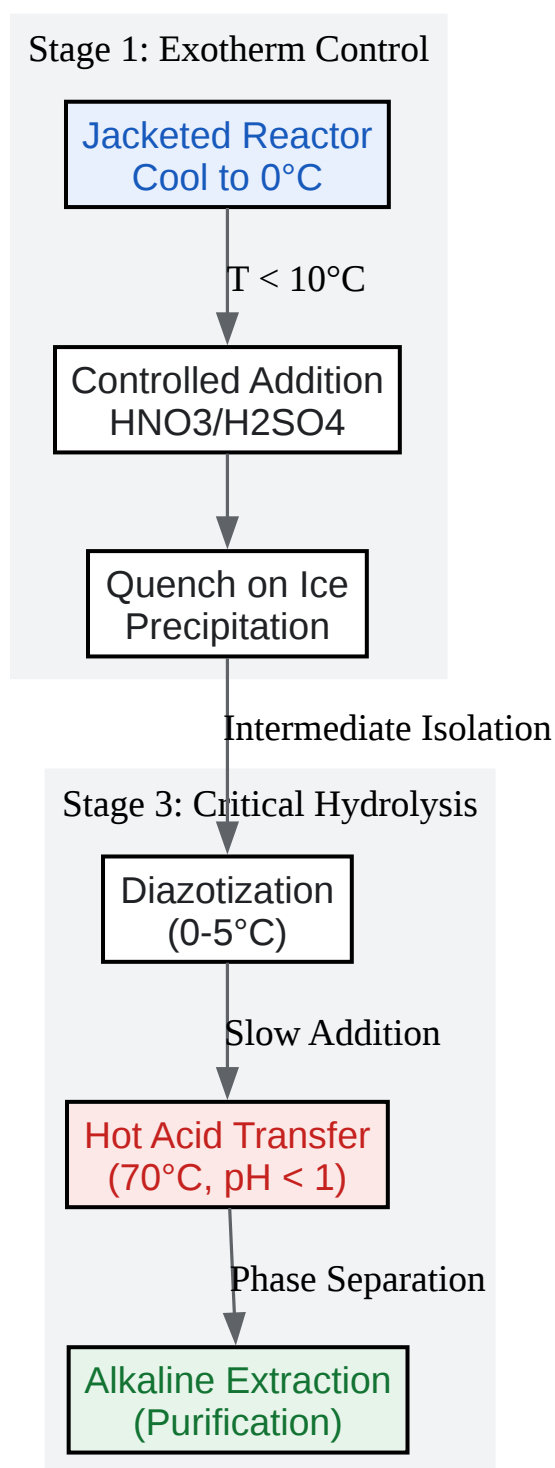 Stage 1: Exotherm Control
Jacketed Reactor
Cool to 0°C
T < 10°C
Controlled Addition
HNO3/H2SO4
Quench on Ice
Precipitation
Intermediate Isolation
Stage 3: Critical Hydrolysis
Diazotization
(0-5°C)
Slow Addition
Hot Acid Transfer
(70°C, pH < 1)
Phase Separation
Alkaline Extraction
(Purification)